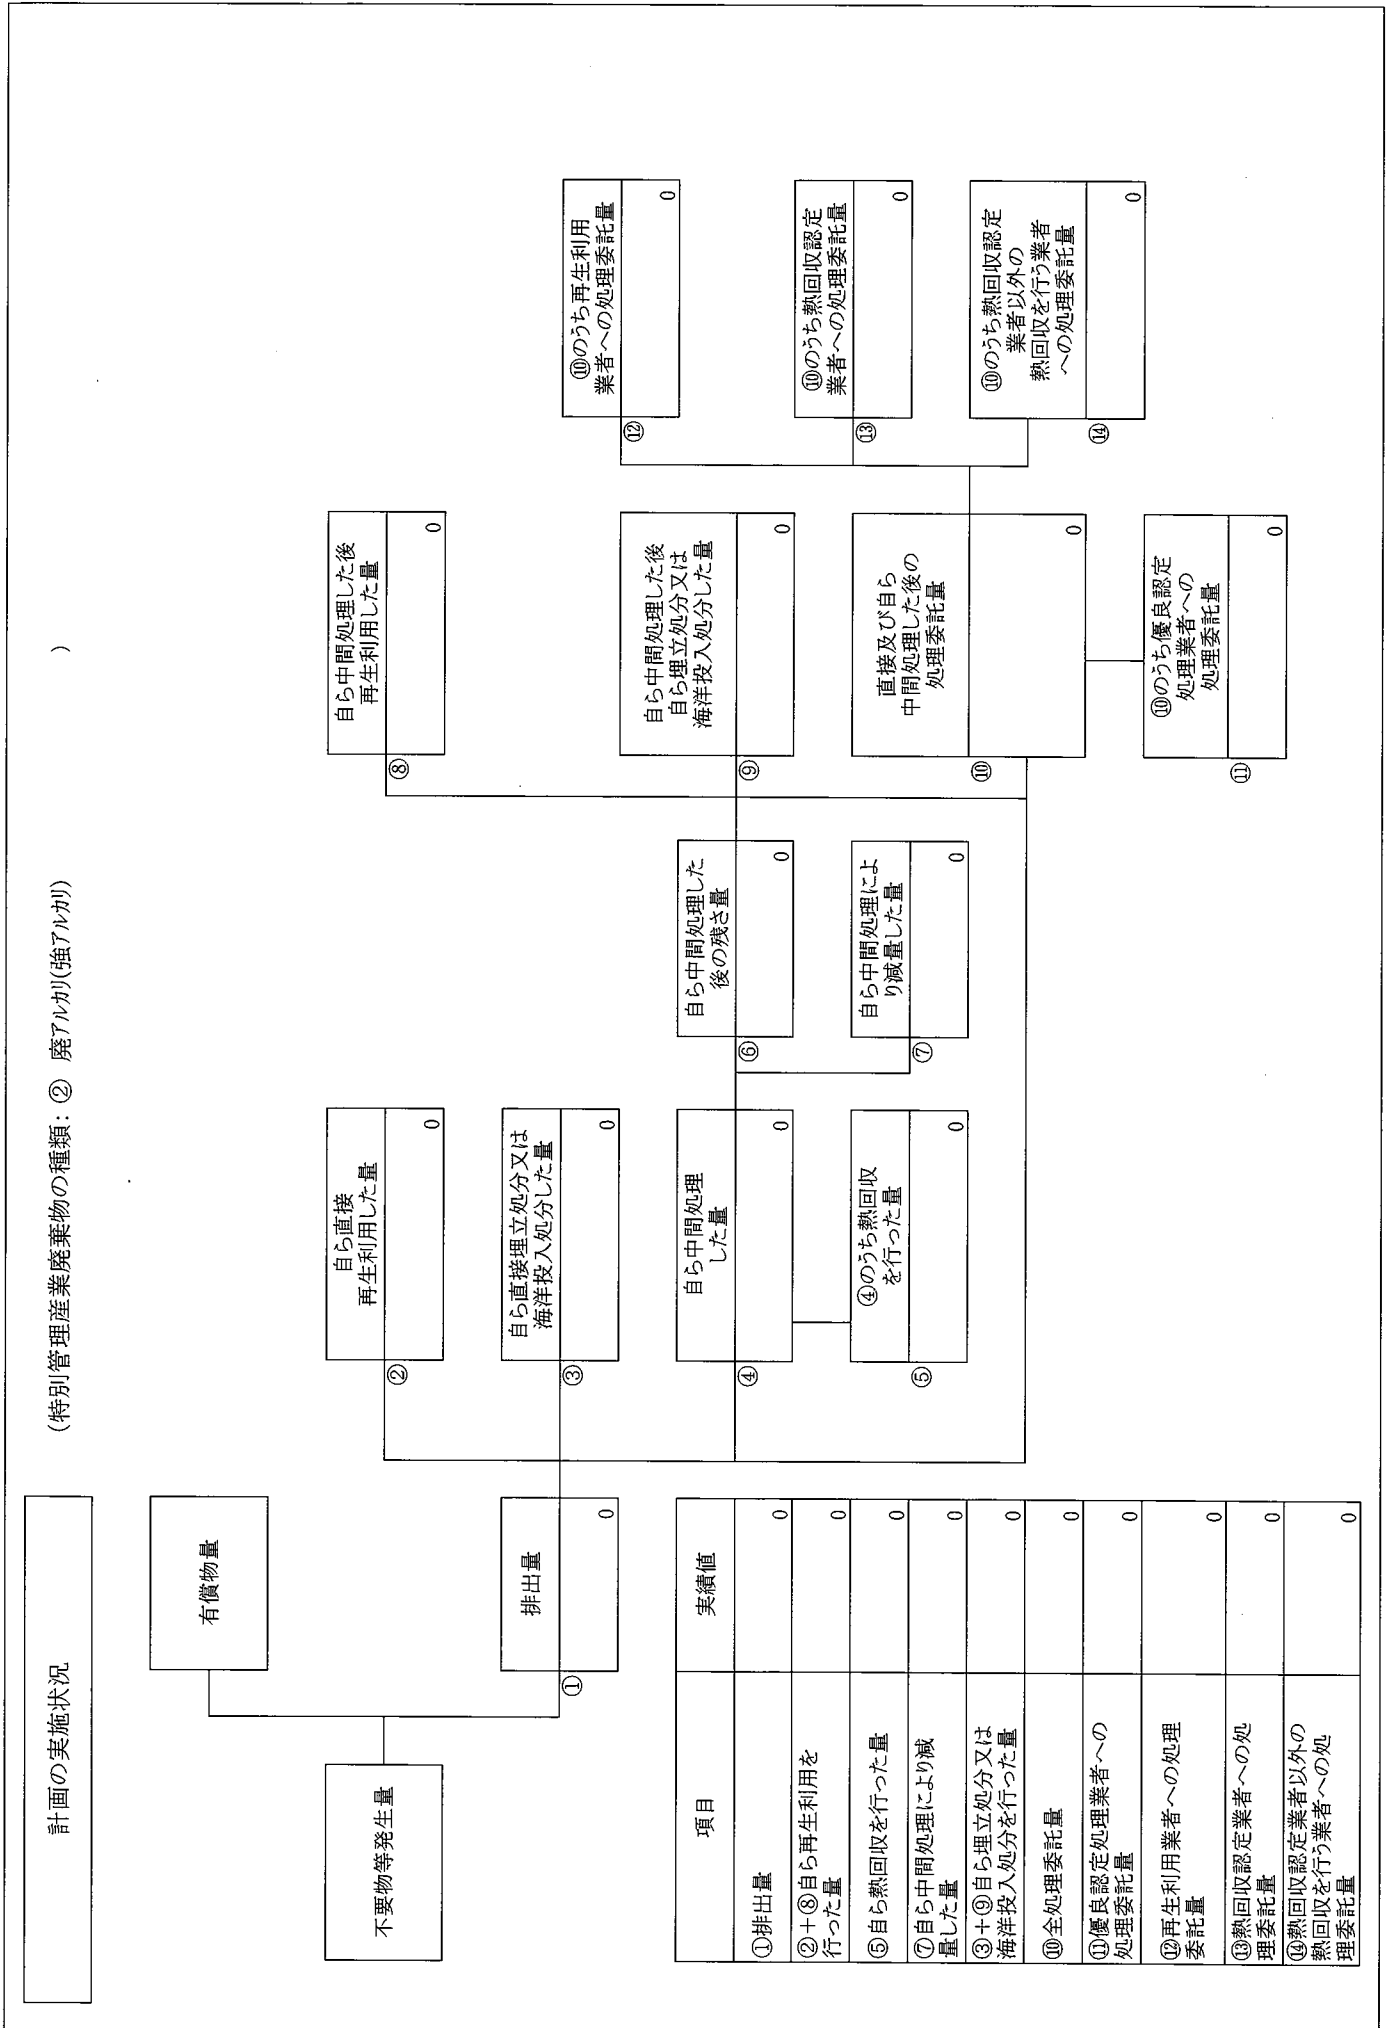 計画の実施状況
(特別管理産業廃棄物の種類：② 廃アルカリ(強アルカリ) )
不要物等発生量
有償物量
①
排出量
0
②
自ら直接
再生利用した量
0
③
自ら直接埋立処分又は
海洋投入処分した量
0
④
自ら中間処理
した量
0
⑤
④のうち熱回収
を行った量
0
⑥
自ら中間処理した
後の残さ量
0
⑦
自ら中間処理によ
り減量した量
0
⑧
自ら中間処理した後
再生利用した量
0
⑨
自ら中間処理した後
自ら埋立処分又は
海洋投入処分した量
0
⑩
直接及び自ら
中間処理した後の
処理委託量
0
⑪
⑩のうち優良認定
処理業者への
処理委託量
0
⑫
⑩のうち再生利用
業者への処理委託量
0
⑬
⑩のうち熱回収認定
業者への処理委託量
0
⑭
⑩のうち熱回収認定
業者以外の
熱回収を行う業者
への処理委託量
0
項目 実績値
①排出量 0
②＋⑧自ら再生利用を
行った量 0
⑤自ら熱回収を行った量 0
⑦自ら中間処理により減
量した量 0
③＋⑨自ら埋立処分又は
海洋投入処分を行った量 0
⑩全処理委託量 0
⑪優良認定処理業者への
処理委託量 0
⑫再生利用業者への処理
委託量 0
⑬熱回収認定業者への処
理委託量 0
⑭熱回収認定業者以外の
熱回収を行う業者への処
理委託量 0